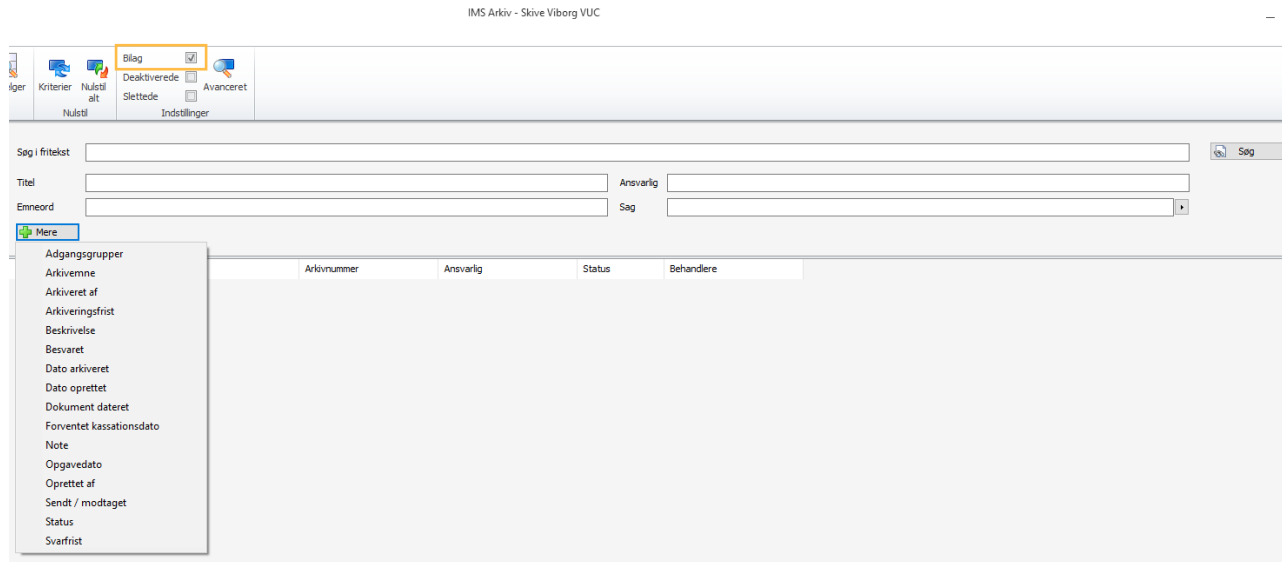 IMS Arkiv - Skive Viborg VUC
Kriterier
Nulstil alt
Nulstil
Bilag
Deaktiverede
Slettede
Avanceret
Indstillinger
Søg i fritekst
Søg
Titel
Ansvarlig
Emneord
Sag
Mere
Arkivnummer
Ansvarlig
Status
Behandlere
Adgangsgrupper
Arkivemne
Arkiveret af
Arkiveringsfrist
Beskrivelse
Besvaret
Dato arkiveret
Dato oprettet
Dokument dateret
Forventet kassationsdato
Note
Opgavedato
Oprettet af
Sendt / modtaget
Status
Svarfrist